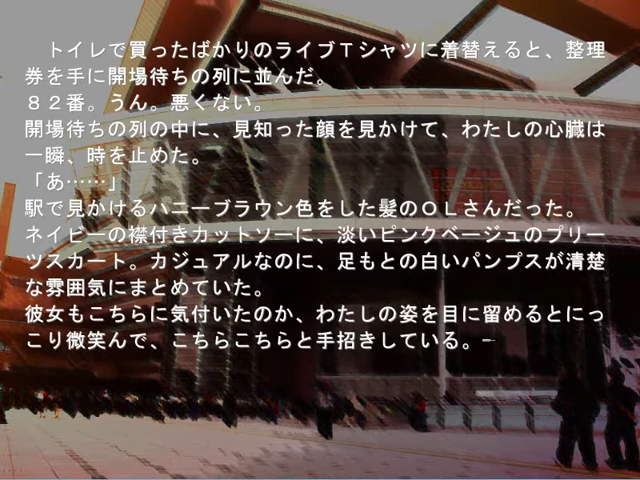 トイレで買ったばかりのライブＴシャツに着替えると、整理
券を手に開場待ちの列に並んだ。
８２番。うん。悪くない。
開場待ちの列の中に、見知った顔を見かけて、わたしの心臓は
一瞬、時を止めた。
「あ……」
駅で見かけるハニーブラウン色をした髪のＯＬさんだった。
ネイビーの襟付きカットソーに、淡いピンクベージュのプリー
ツスカート。カジュアルなのに、足もとの白いパンプスが清楚
な雰囲気にまとめていた。
彼女もこちらに気付いたのか、わたしの姿を目に留めるとにっ
こり微笑んで、こちらこちらと手招きしている。